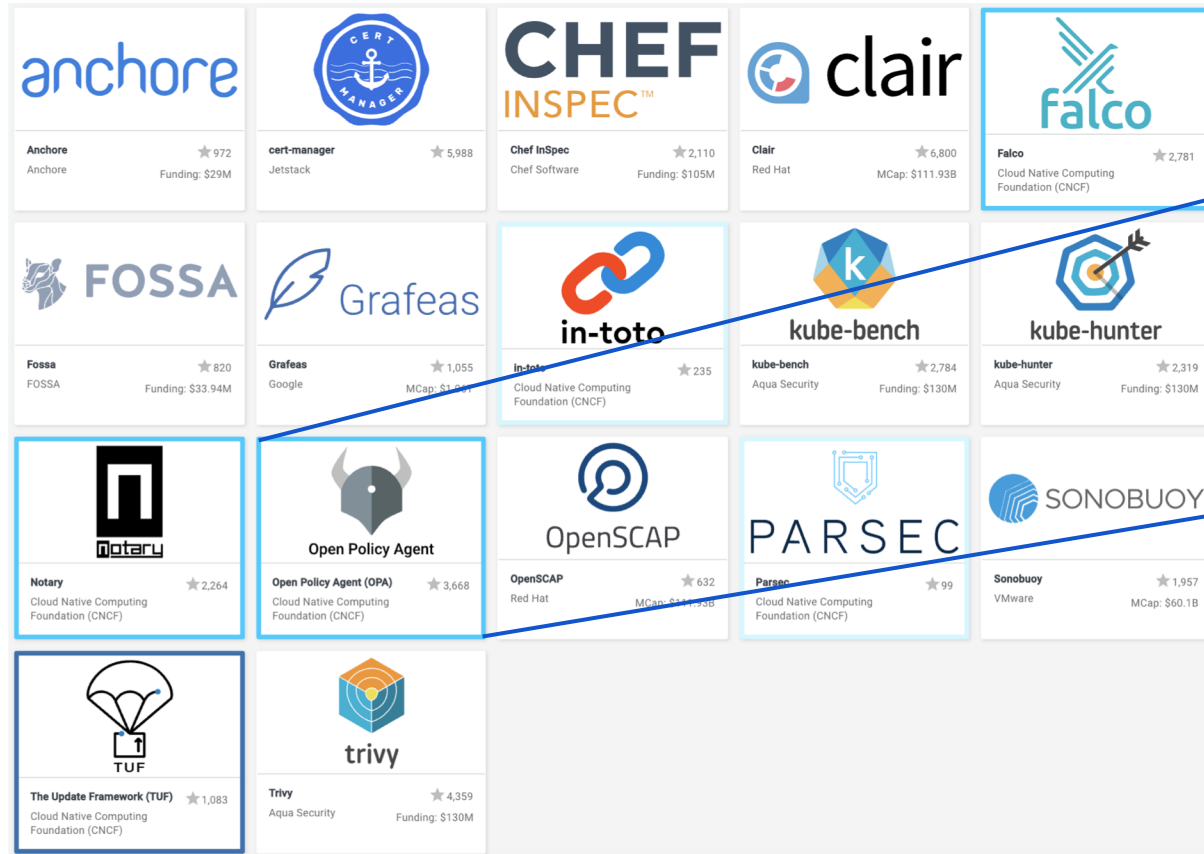 anchore
Anchore
972
Anchore
Funding: $29M
CERT
MANAGER
cert-manager
5,988
Jetstack
CHEF
INSPEC™
Chef InSpec
2,110
Chef Software
Funding: $105M
clair
Clair
6,800
Red Hat
MCap: $111.93B
falco
Falco
2,781
Cloud Native Computing
Foundation (CNCF)
FOSSA
Fossa
820
FOSSA
Funding: $33.94M
Grafeas
Grafeas
1,055
Google
MCap:
in-toto
in-toto
235
Cloud Native Computing
Foundation (CNCF)
k
kube-bench
kube-bench
2,784
Aqua Security
Funding: $130M
kube-hunter
kube-hunter
2,319
Aqua Security
Funding: $130M
notary
Notary
2,264
Cloud Native Computing
Foundation (CNCF)
Open Policy Agent
Open Policy Agent (OPA)
3,668
Cloud Native Computing
Foundation (CNCF)
OpenSCAP
OpenSCAP
632
Red Hat
MCap: $111.93B
PARSEC
Parsec
99
Cloud Native Computing
Foundation (CNCF)
SONOBUOY
Sonobuoy
1,957
VMware
MCap: $60.1B
TUF
The Update Framework (TUF)
1,083
Cloud Native Computing
Foundation (CNCF)
trivy
Trivy
4,359
Aqua Security
Funding: $130M